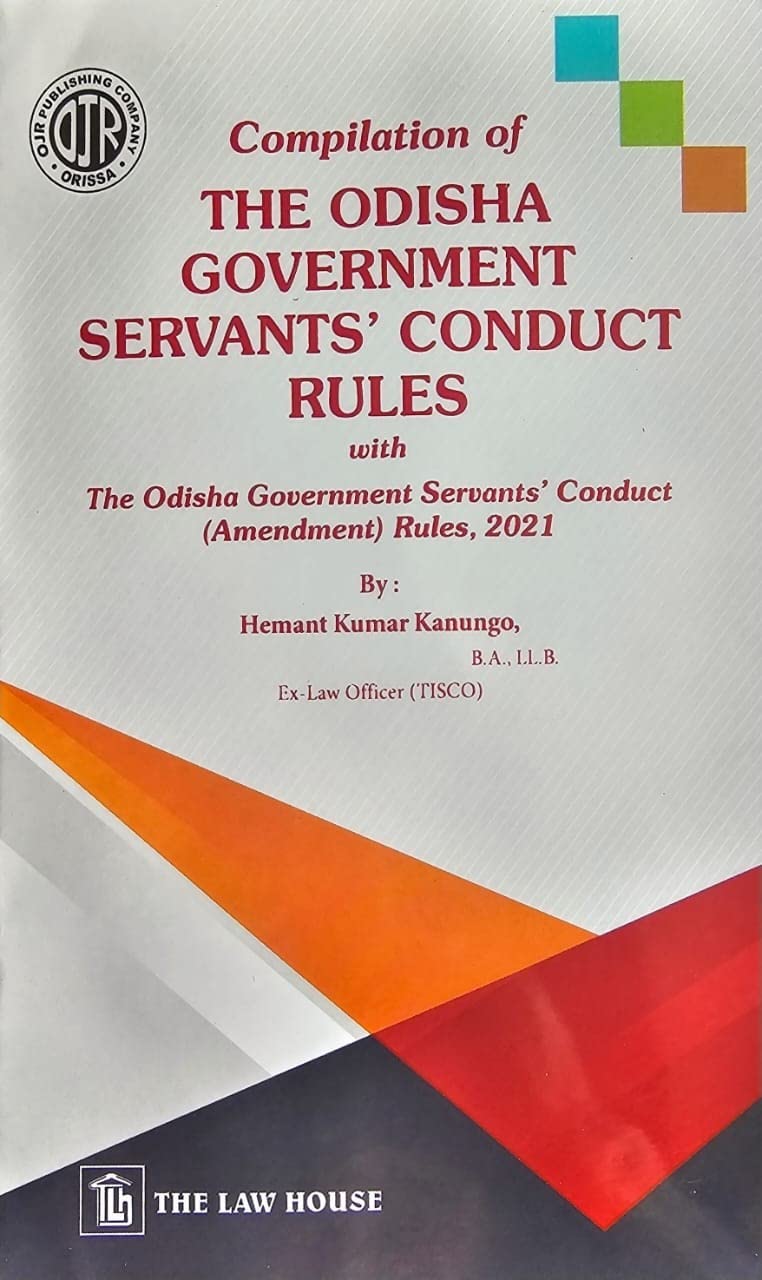 OJR PUBLISHING COMPANY
OJR
• ORISSA •
Compilation of
THE ODISHA
GOVERNMENT
SERVANTS’ CONDUCT
RULES
with
The Odisha Government Servants’ Conduct
(Amendment) Rules, 2021
By :
Hemant Kumar Kanungo,
B.A., LL.B.
Ex-Law Officer (TISCO)
TLH
THE LAW HOUSE